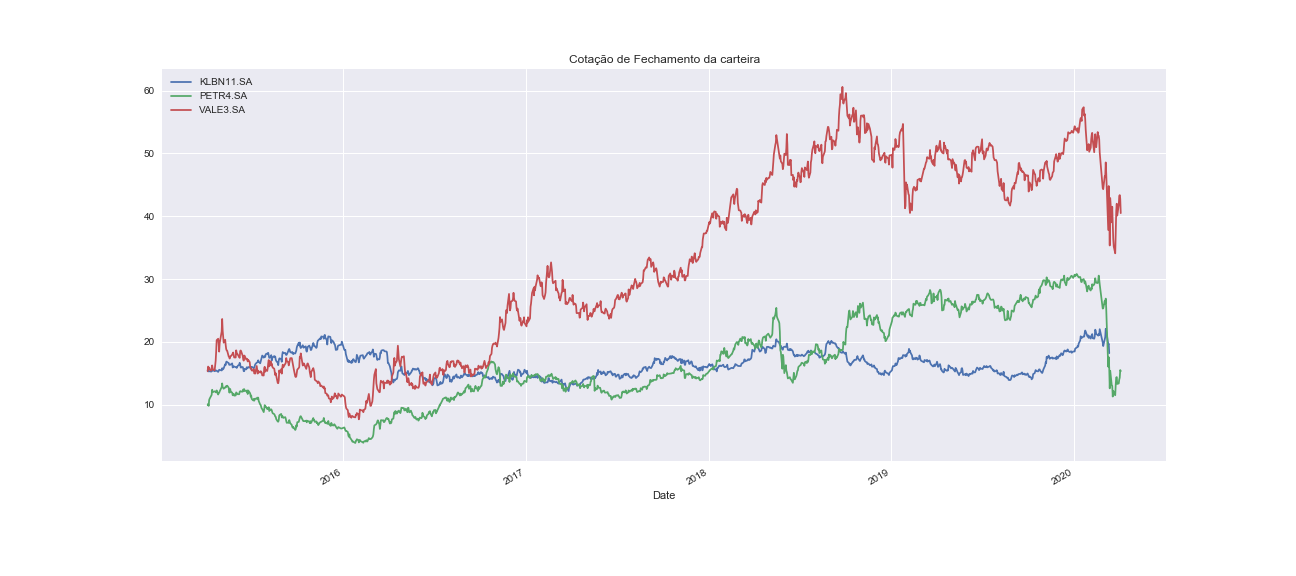 Cotação de Fechamento da carteira
KLBN11.SA
PETR4.SA
VALE3.SA
60
50
40
30
20
10
2016
2017
2018
2019
2020
Date